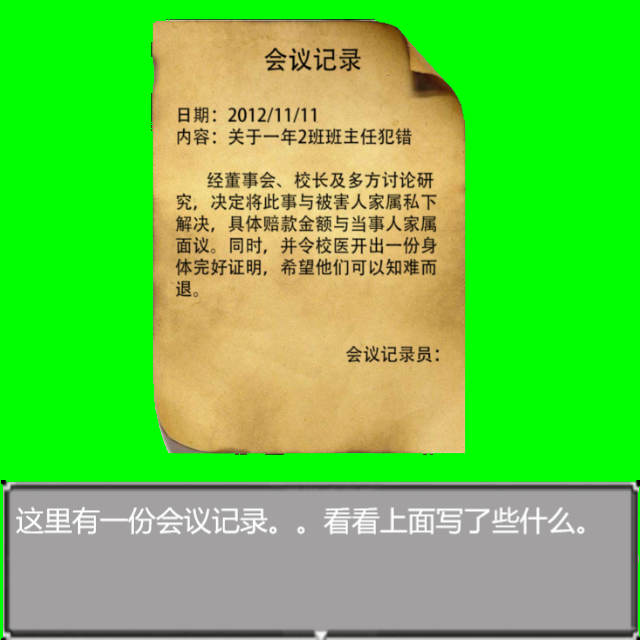 会议记录
日期：2012/11/11
内容：关于一年2班班主任犯错
经董事会、校长及多方讨论研
究，决定将此事与被害人家属私下
解决，具体赔款金额与当事人家属
面议。同时，并令校医开出一份身
体完好证明，希望他们可以知难而
退。
会议记录员：
这里有一份会议记录。。看看上面写了些什么。